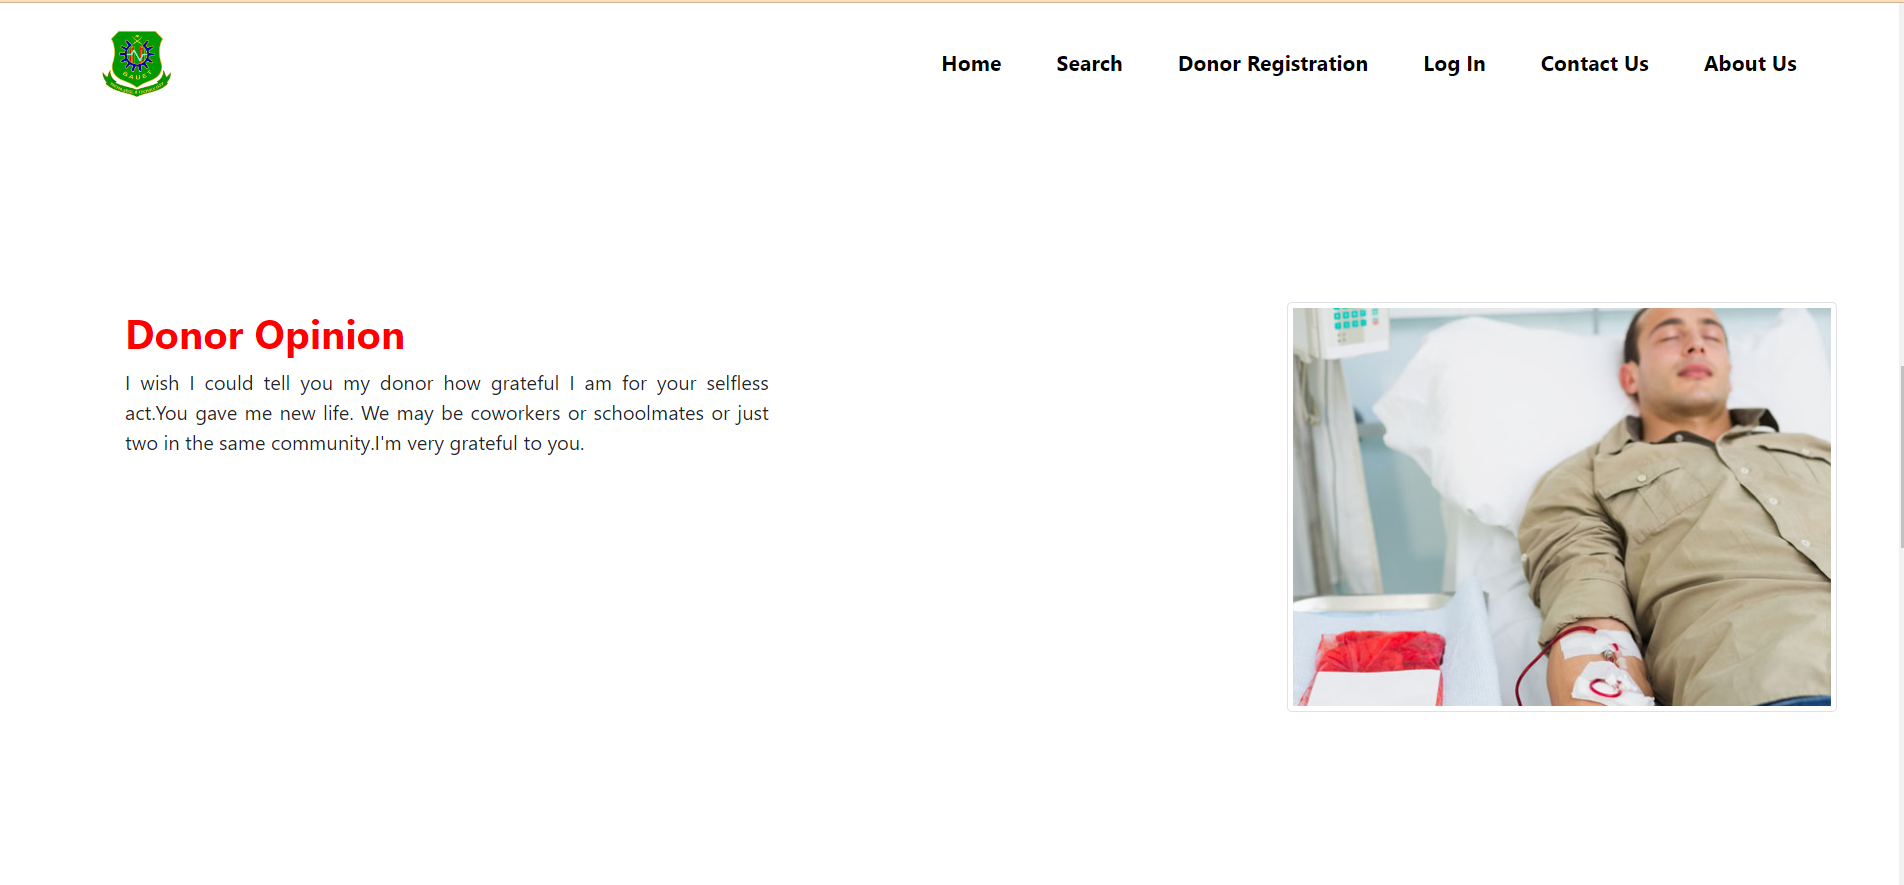 BAUET
Home Search Donor Registration Log In Contact Us About Us
Donor Opinion
I wish I could tell you my donor how grateful I am for your selfless
act.You gave me new life. We may be coworkers or schoolmates or just
two in the same community.I'm very grateful to you.